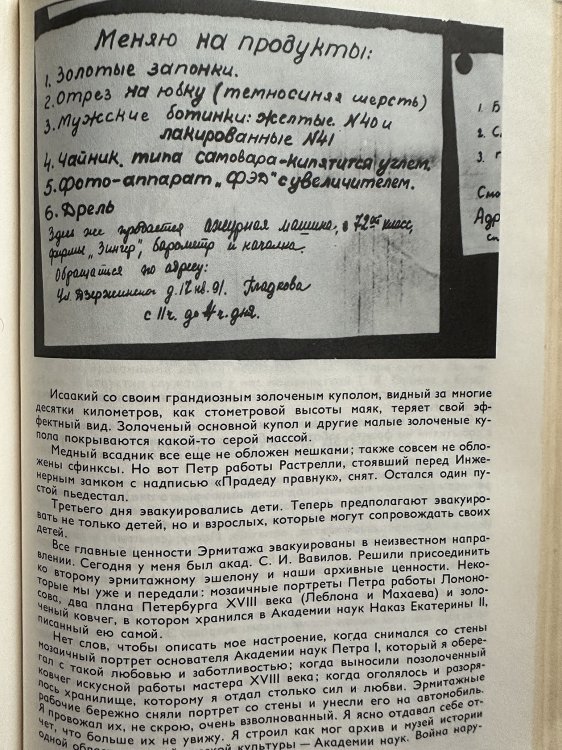 Меняю на продукты:
1. Золотые запонки.
2. Отрез на юбку (темносиняя шерсть)
3. Мужские ботинки: желтые №40 и
лакированные №41
4. Чайник типа самовара-кипятится углем.
5. Фото-аппарат „ФЭД" с увеличителем.
6. Дрель
Здесь же продается ажурная машина, 72ой класс,
фирмы „Зингер", барометр и качалка.
Обращаться по адресу:
Ул Дзержинского д. 17 кв. 91. Гладкова
с 11ч. до 4ч. дня.
1. Б
2. С
3.
Адр
Исаакий со своим грандиозным золоченым куполом, видный за многие
десятки километров, как стометровой высоты маяк, теряет свой эф-
фектный вид. Золоченый основной купол и другие малые золоченые ку-
пола покрываются какой-то серой массой.
Медный всадник все еще не обложен мешками; также совсем не обло-
жены сфинксы. Но вот Петр работы Растрелли, стоявший перед Инже-
нерным замком с надписью «Прадеду правнук», снят. Остался один пу-
стой пьедестал.
Третьего дня эвакуировались дети. Теперь предполагают эвакуиро-
вать не только детей, но и взрослых, которые могут сопровождать своих
детей.
Все главные ценности Эрмитажа эвакуированы в неизвестном напра-
влении. Сегодня у меня был акад. С. И. Вавилов. Решили присоединить
ко второму эрмитажному эшелону и наши архивные ценности. Неко-
торые мы уже и передали: мозаичные портреты Петра работы Ломоно-
сова, два плана Петербурга XVIII века (Леблона и Махаева) и золо-
ченый ковчег, в котором хранился в Академии наук Наказ Екатерины II,
писанный ею самой.
Нет слов, чтобы описать мое настроение, когда снимался со стены
мозаичный портрет основателя Академии наук Петра I, который я обере-
гал с такой любовью и заботливостью; когда выносили позолоченный
ковчег искусной работы мастера XVIII века; когда оголялось и разоря-
лось хранилище, которому я отдал столько сил и любви. Эрмитажные
рабочие бережно сняли портрет со стены и унесли его на автомобиль.
Я провожал их, не скрою, очень взволнованный. Я ясно отдавал себе от-
чет, что больше их не увижу. Я строил как мог архив и музей истории
культуры — Академии наук. Война нару-